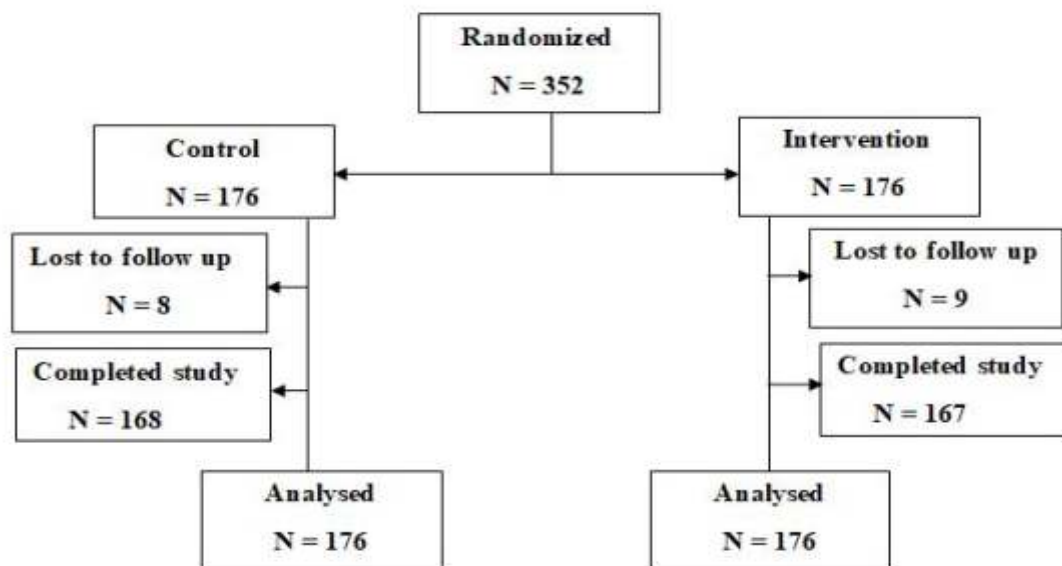 Randomized
N = 352
Control
N = 176
Intervention
N = 176
Lost to follow up
N = 8
Lost to follow up
N = 9
Completed study
N = 168
Completed study
N = 167
Analysed
N = 176
Analysed
N = 176